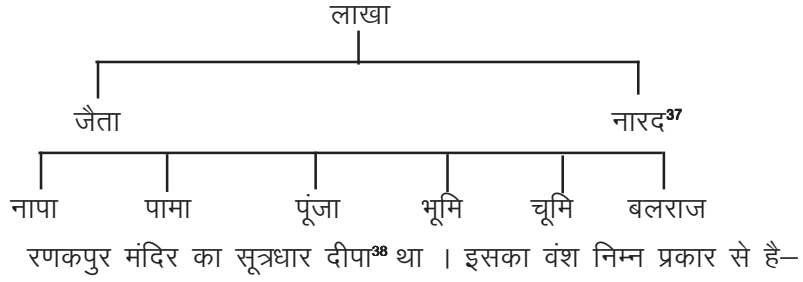 लाखा
जैता नारद³⁷
नापा पामा पूंजा भूमि चूमि बलराज
रणकपुर मंदिर का सूत्रधार दीपा³⁸ था । इसका वंश निम्न प्रकार से है–